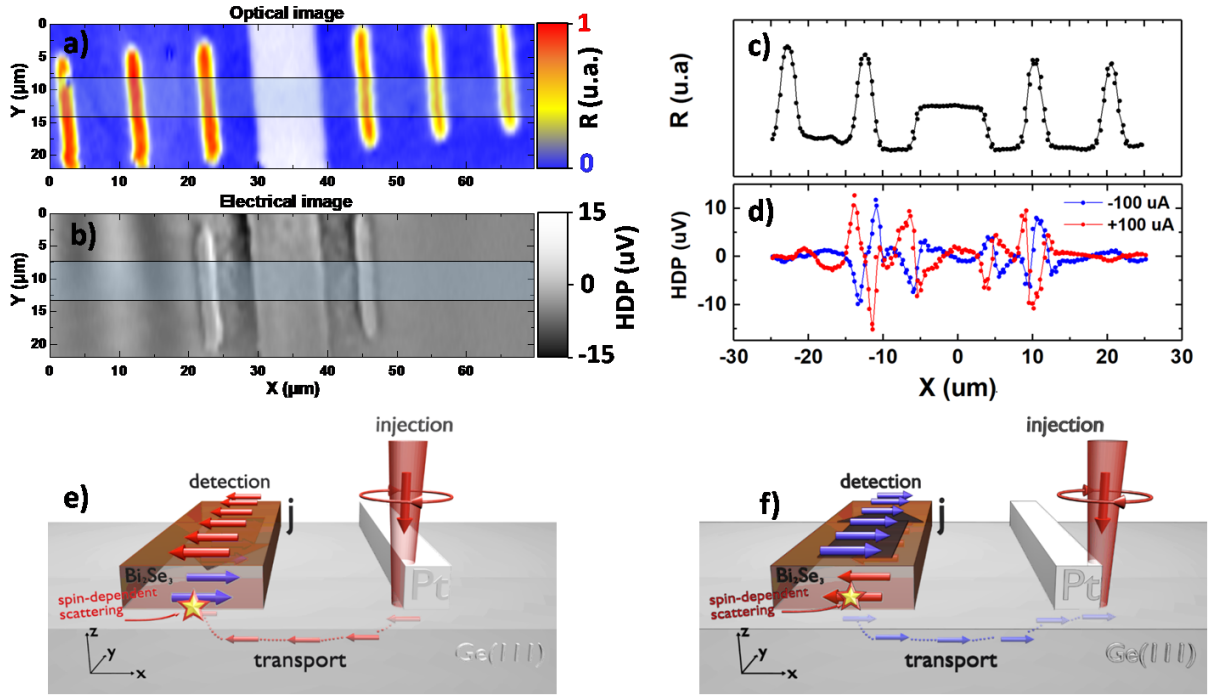 Optical image
a)
0
5
10
15
20
Y (µm)
0 10 20 30 40 50 60
1
R (u.a.)
0
Electrical image
b)
0
5
10
15
20
Y (µm)
0 10 20 30 40 50 60
X (µm)
15
0
-15
HDP (uV)
c)
R (u.a)
d)
-100 uA
+100 uA
10
0
-10
HDP (uV)
-30 -20 -10 0 10 20 30
X (um)
e)
injection
detection
j
Bi2Se3
Pt
spin-dependent
scattering
transport
Ge(111)
z
y
x
f)
injection
detection
j
Bi2Se3
Pt
spin-dependent
scattering
transport
Ge(111)
z
y
x